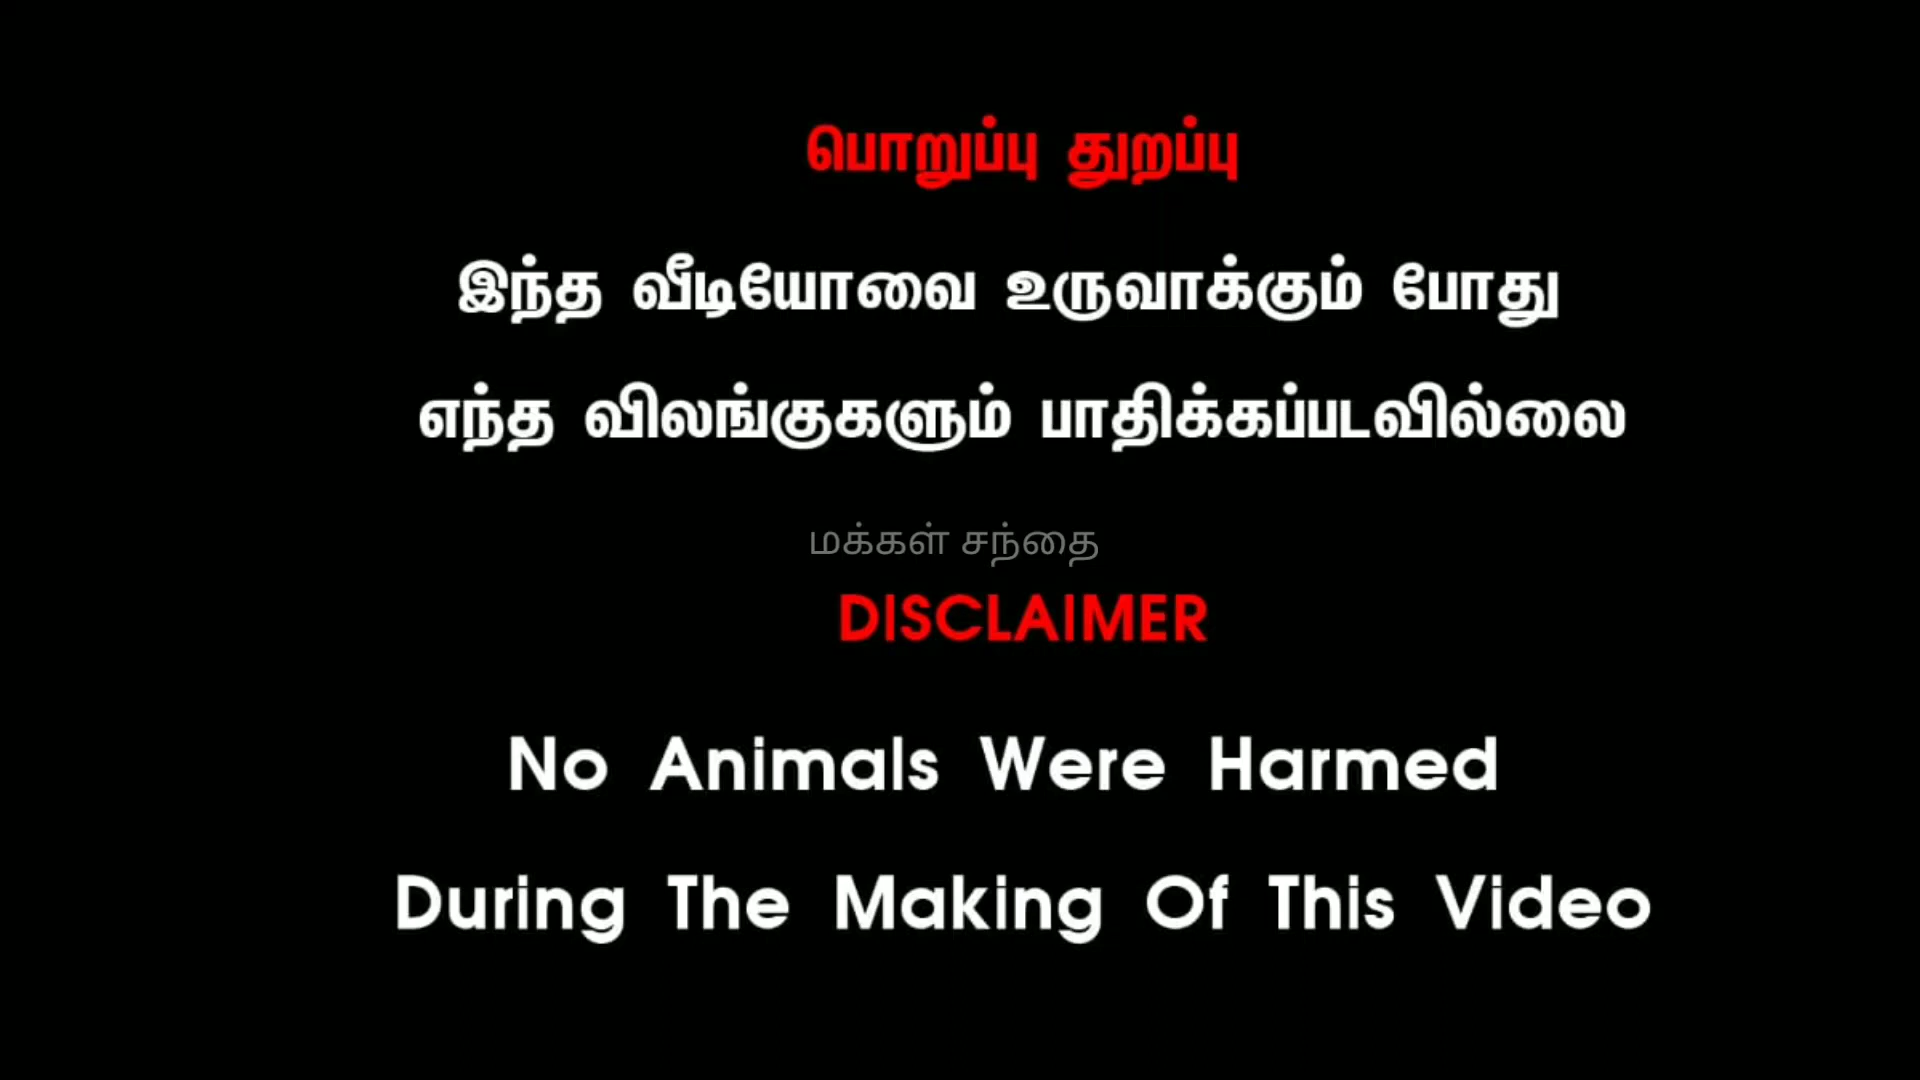 பொறுப்பு துறப்பு
இந்த வீடியோவை உருவாக்கும் போது
எந்த விலங்குகளும் பாதிக்கப்படவில்லை
மக்கள் சந்தை
DISCLAIMER
No Animals Were Harmed
During The Making Of This Video